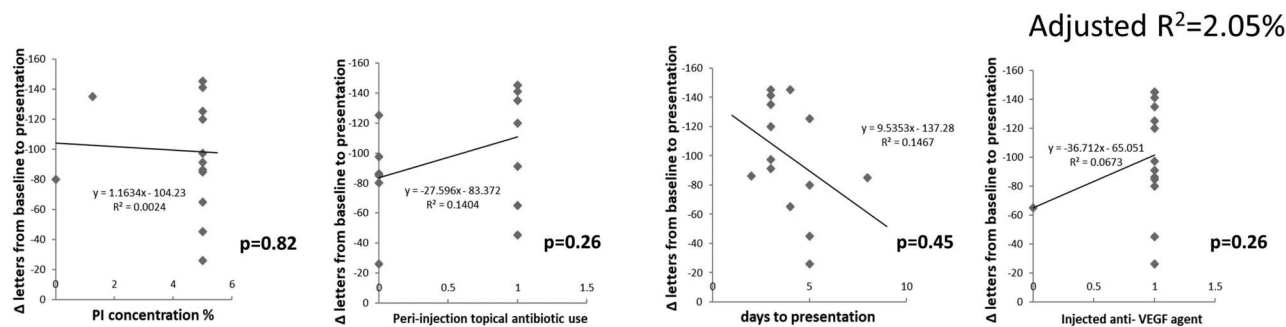 Adjusted R²=2.05%
Δ letters from baseline to presentation
-160
-140
-120
-100
-80
-60
-40
-20
0
y = 1.1634x - 104.23
R² = 0.0024
p=0.82
0
2
4
6
PI concentration %
Δ letters from baseline to presentation
-160
-140
-120
-100
-80
-60
-40
-20
0
y = -27.596x - 83.372
R² = 0.1404
p=0.26
0
0.5
1
1.5
Peri-injection topical antibiotic use
Δ letters from baseline to presentation
-160
-140
-120
-100
-80
-60
-40
-20
0
y = 9.5353x - 137.28
R² = 0.1467
p=0.45
0
5
10
days to presentation
Δ letters from baseline to presentation
-160
-140
-120
-100
-80
-60
-40
-20
0
y = -36.712x - 65.051
R² = 0.0673
p=0.26
0
0.5
1
1.5
Injected anti- VEGF agent